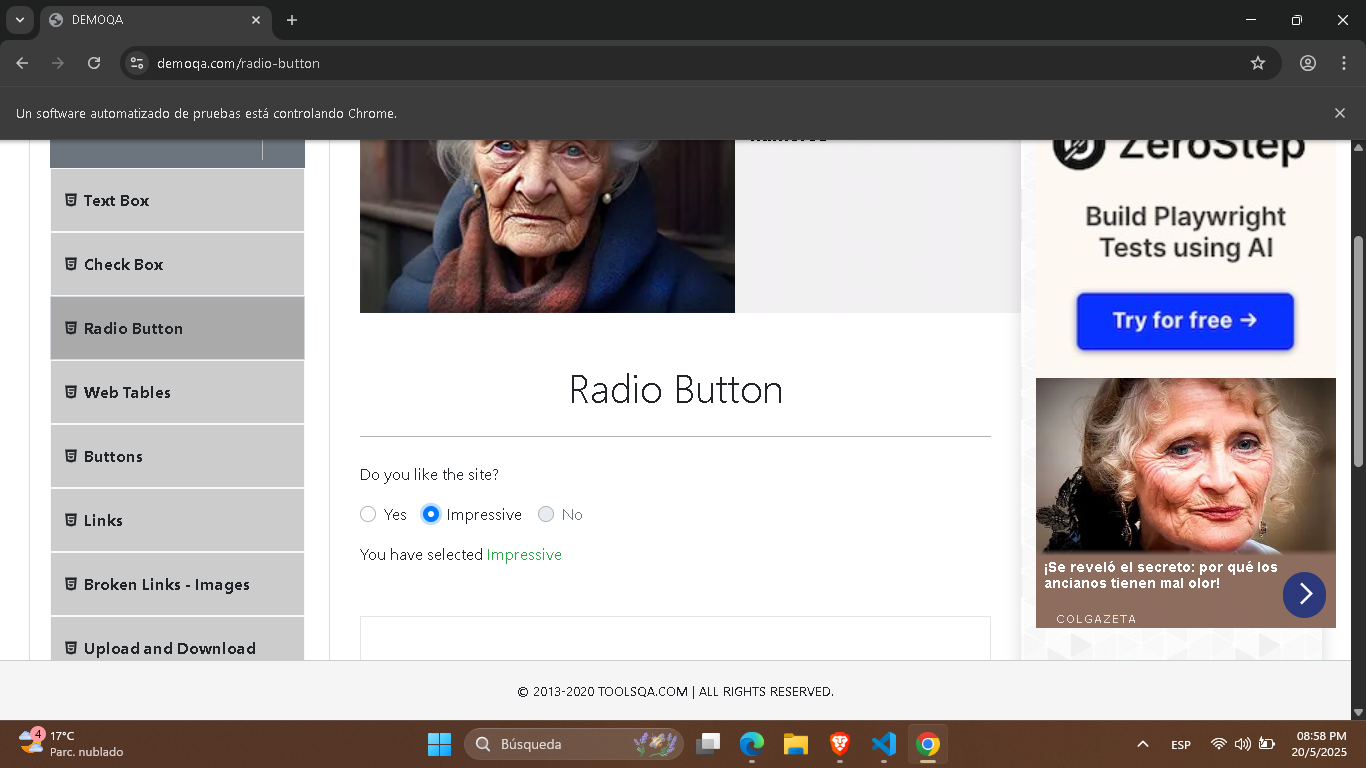 DEMOQA
demoqa.com/radio-button
Un software automatizado de pruebas está controlando Chrome.
Text Box
Check Box
Radio Button
Web Tables
Buttons
Links
Broken Links - Images
Upload and Download
Radio Button
Do you like the site?
Yes Impressive No
You have selected Impressive
ZeroStep
Build Playwright
Tests using AI
Try for free →
¡Se reveló el secreto: por qué los
ancianos tienen mal olor!
COLGAZETA
© 2013-2020 TOOLSQA.COM | ALL RIGHTS RESERVED.
4
17°C
Parc. nublado
Búsqueda
ESP
08:58 PM
20/5/2025